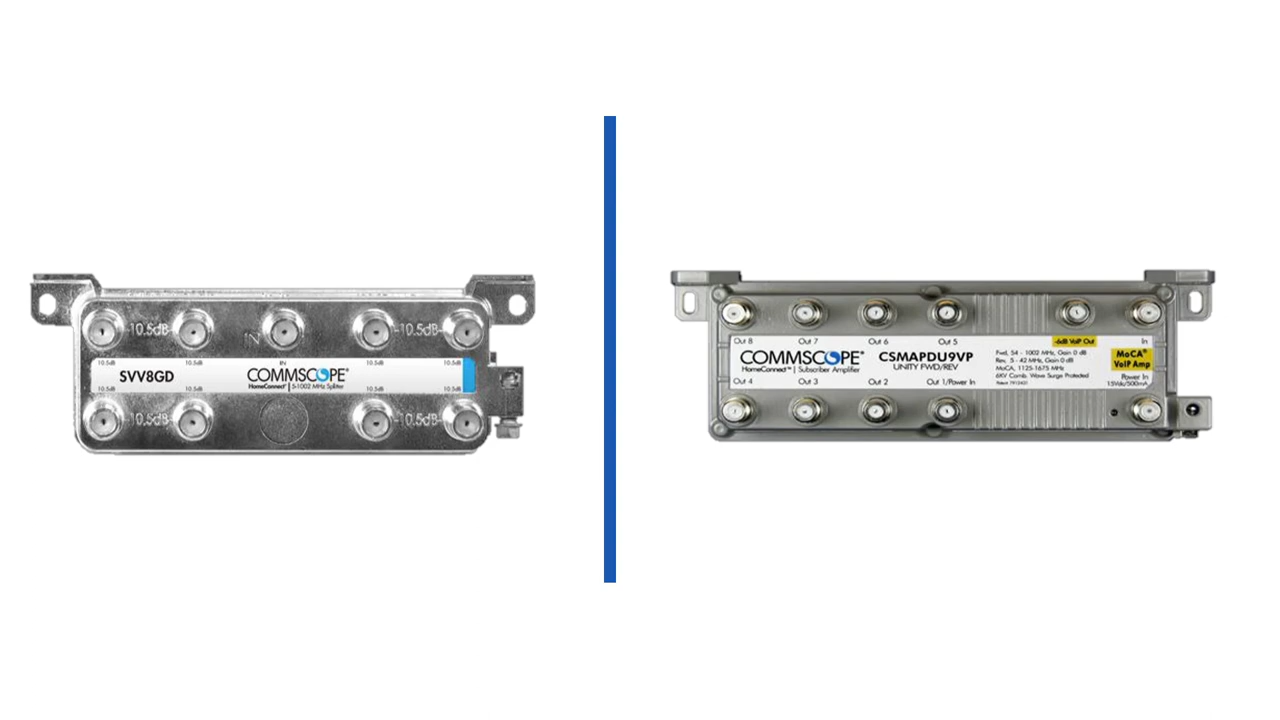 10.5dB
10.5dB
IN
10.5dB
10.5dB
IN
10.5dB
10.5dB
SVV8GD
COMMSCOPE®
HomeConnect™ | 5-1002 MHz Splitter
10.5dB
10.5dB
10.5dB
10.5dB
10.5dB
10.5dB
Out 8
Out 7
Out 6
Out 5
-6dB VoIP Out
In
COMMSCOPE®
HomeConnect™ | Subscriber Amplifier
CSMAPDU9VP
UNITY FWD/REV
Fwd, 54 - 1002 MHz, Gain 0 dB
Rev, 5 - 42 MHz, Gain 0 dB
MoCA, 1125-1675 MHz
6KV Comb. Wave Surge Protected
MoCA®
VoIP Amp
Power In
15Vdc/500mA
Out 4
Out 3
Out 2
Out 1/Power In